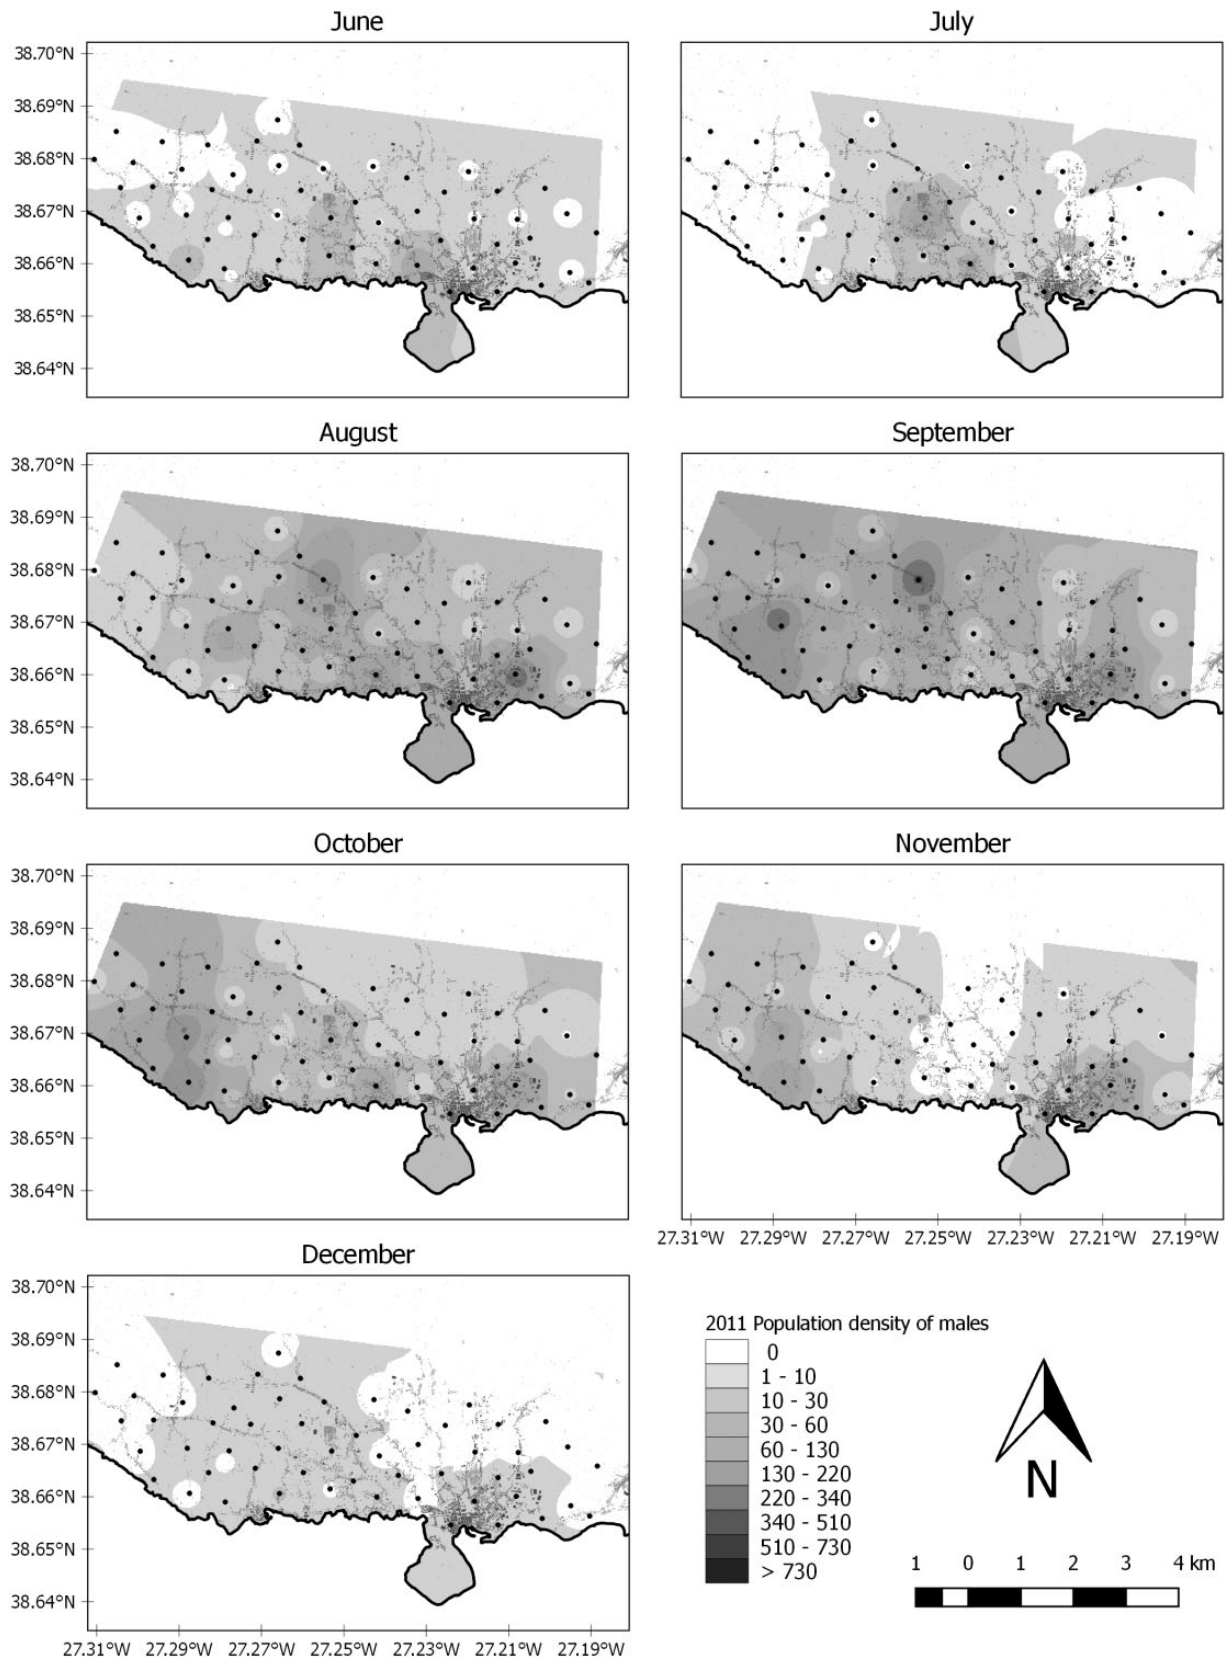 June
July
38.70°N
38.69°N
38.68°N
38.67°N
38.66°N
38.65°N
38.64°N
August
September
38.70°N
38.69°N
38.68°N
38.67°N
38.66°N
38.65°N
38.64°N
October
November
38.70°N
38.69°N
38.68°N
38.67°N
38.66°N
38.65°N
38.64°N
27.31°W 27.29°W 27.27°W 27.25°W 27.23°W 27.21°W 27.19°W
December
38.70°N
38.69°N
38.68°N
38.67°N
38.66°N
38.65°N
38.64°N
27.31°W 27.29°W 27.27°W 27.25°W 27.23°W 27.21°W 27.19°W
2011 Population density of males
0
1 - 10
10 - 30
30 - 60
60 - 130
130 - 220
220 - 340
340 - 510
510 - 730
> 730
N
1 0 1 2 3 4 km